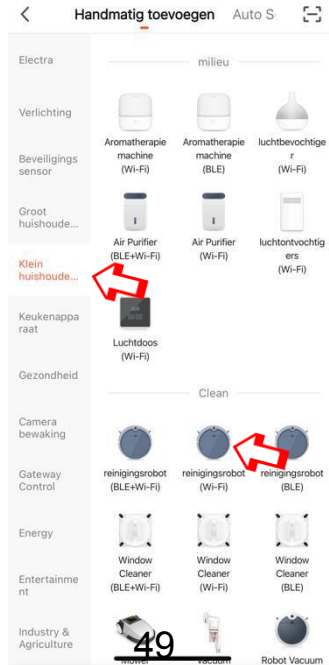 Handmatig toevoegen Auto S
Electra
Verlichting
Beveiligings
sensor
Groot
huishoude...
Klein
huishoude...
Keukenappa
raat
Gezondheid
Camera
bewaking
Gateway
Control
Energy
Entertainme
nt
Industry &
Agriculture
milieu
Aromatherapie
machine
(Wi-Fi)
Aromatherapie
machine
(BLE)
luchtbevochtige
r
(Wi-Fi)
Air Purifier
(BLE+Wi-Fi)
Air Purifier
(Wi-Fi)
luchtontvochtig
ers
(Wi-Fi)
Luchtdoos
(Wi-Fi)
Clean
reinigingsrobot
(BLE+Wi-Fi)
reinigingsrobot
(Wi-Fi)
reinigingsrobot
(BLE)
Window
Cleaner
(BLE+Wi-Fi)
Window
Cleaner
(Wi-Fi)
Window
Cleaner
(BLE)
Mower
Vacuum
Robot Vacuum
49